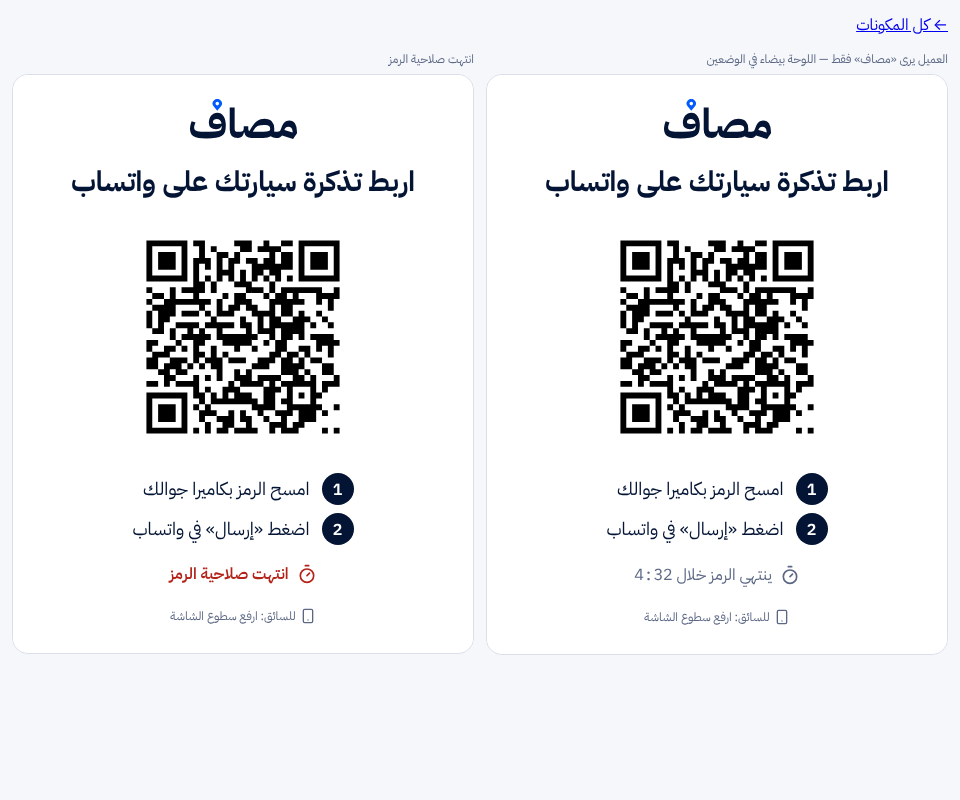 ← كل المكونات
العميل يرى «مصاف» فقط — اللوحة بيضاء في الوضعين
مصاف
اربط تذكرة سيارتك على واتساب
1 امسح الرمز بكاميرا جوالك
2 اضغط «إرسال» في واتساب
ينتهي الرمز خلال 4:32
للسائق: ارفع سطوع الشاشة
انتهت صلاحية الرمز
مصاف
اربط تذكرة سيارتك على واتساب
1 امسح الرمز بكاميرا جوالك
2 اضغط «إرسال» في واتساب
انتهت صلاحية الرمز
للسائق: ارفع سطوع الشاشة